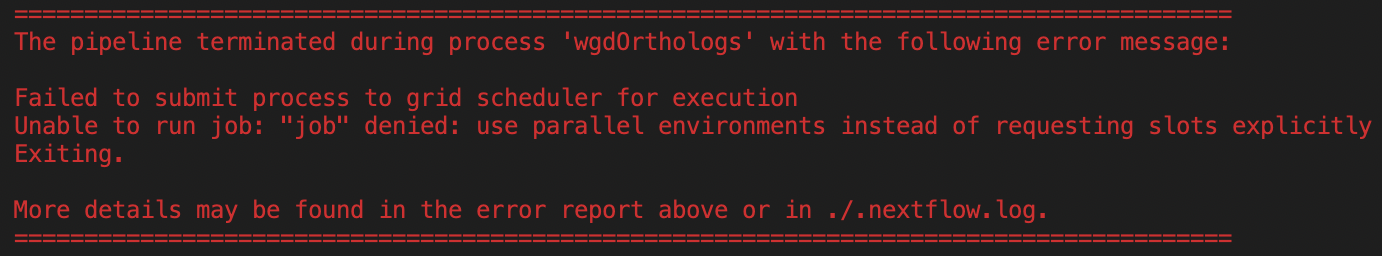 ================================================================================
The pipeline terminated during process 'wgdOrthologs' with the following error message:
Failed to submit process to grid scheduler for execution
Unable to run job: "job" denied: use parallel environments instead of requesting slots explicitly
Exiting.
More details may be found in the error report above or in ./.nextflow.log.
================================================================================